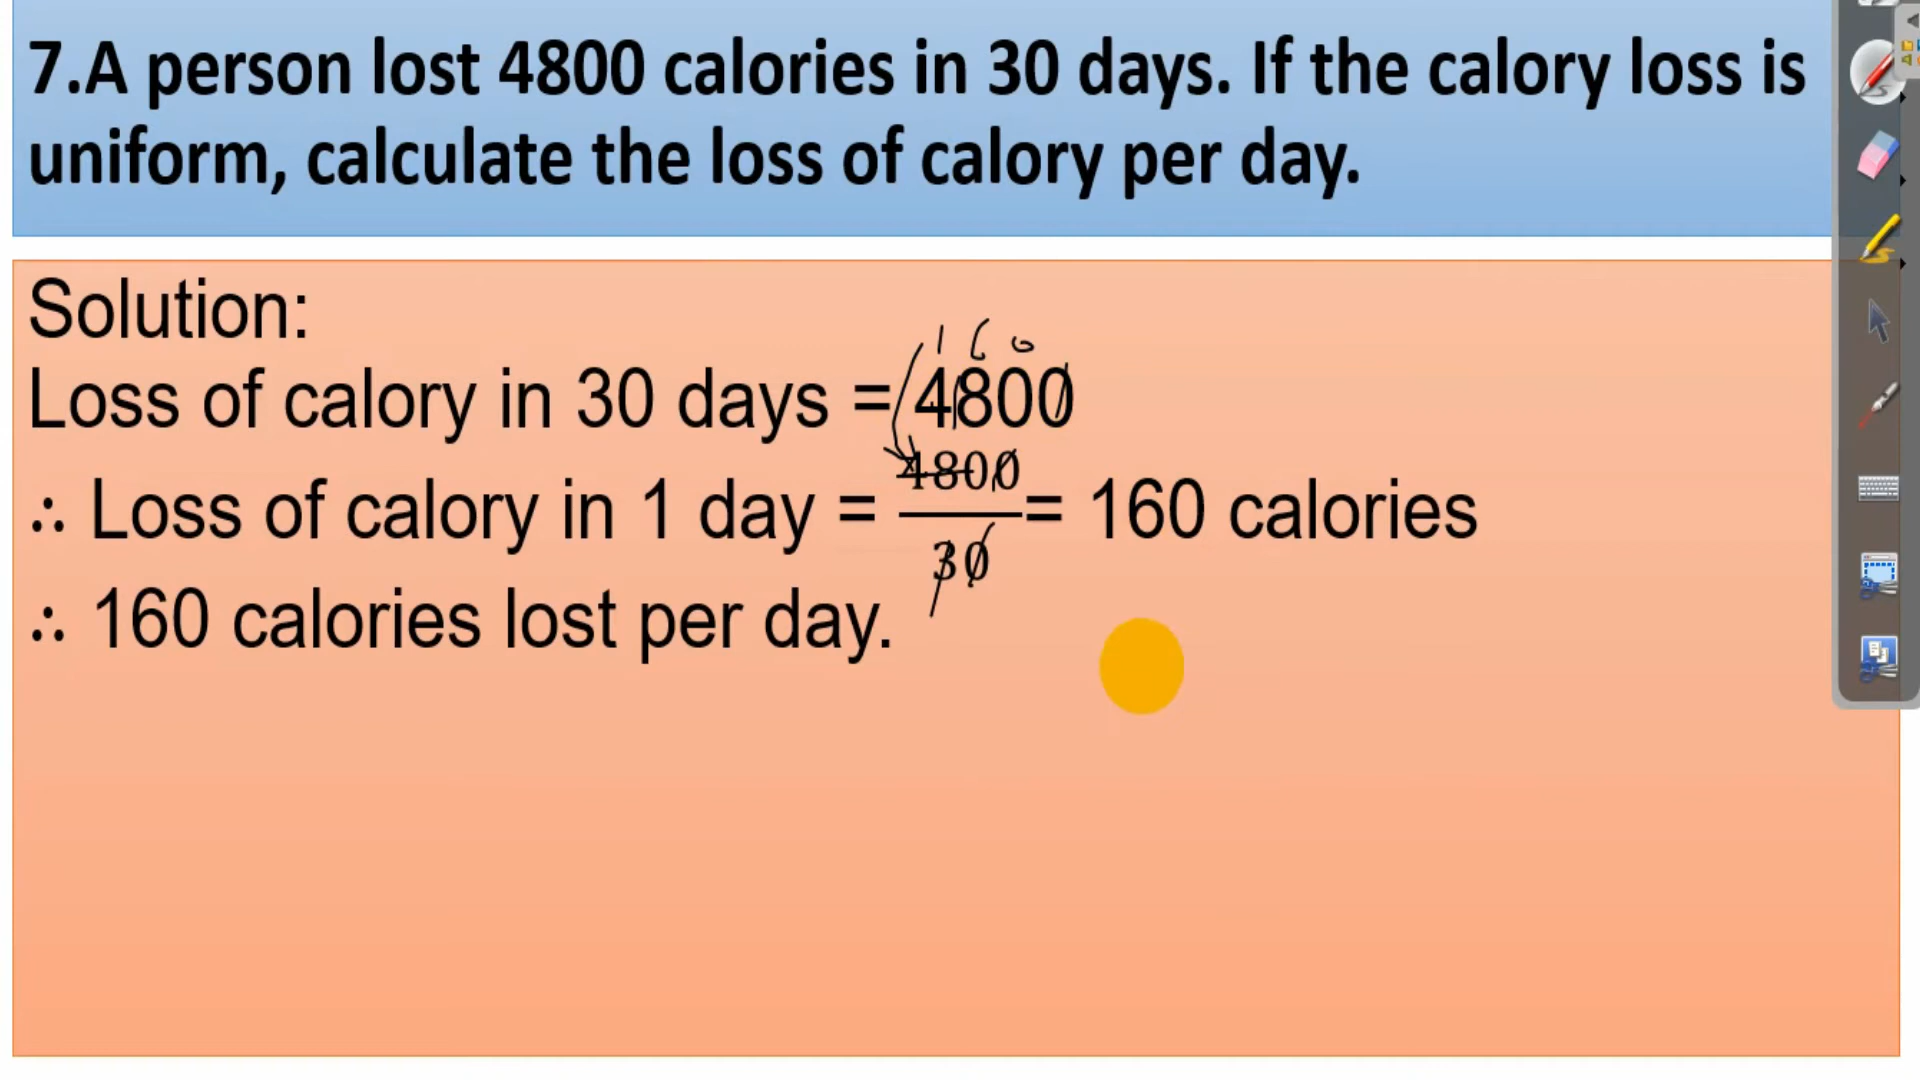 7.A person lost 4800 calories in 30 days. If the calory loss is
uniform, calculate the loss of calory per day.
Solution:
160
Loss of calory in 30 days = 4800
∴ Loss of calory in 1 day = 4800/30 = 160 calories
∴ 160 calories lost per day.